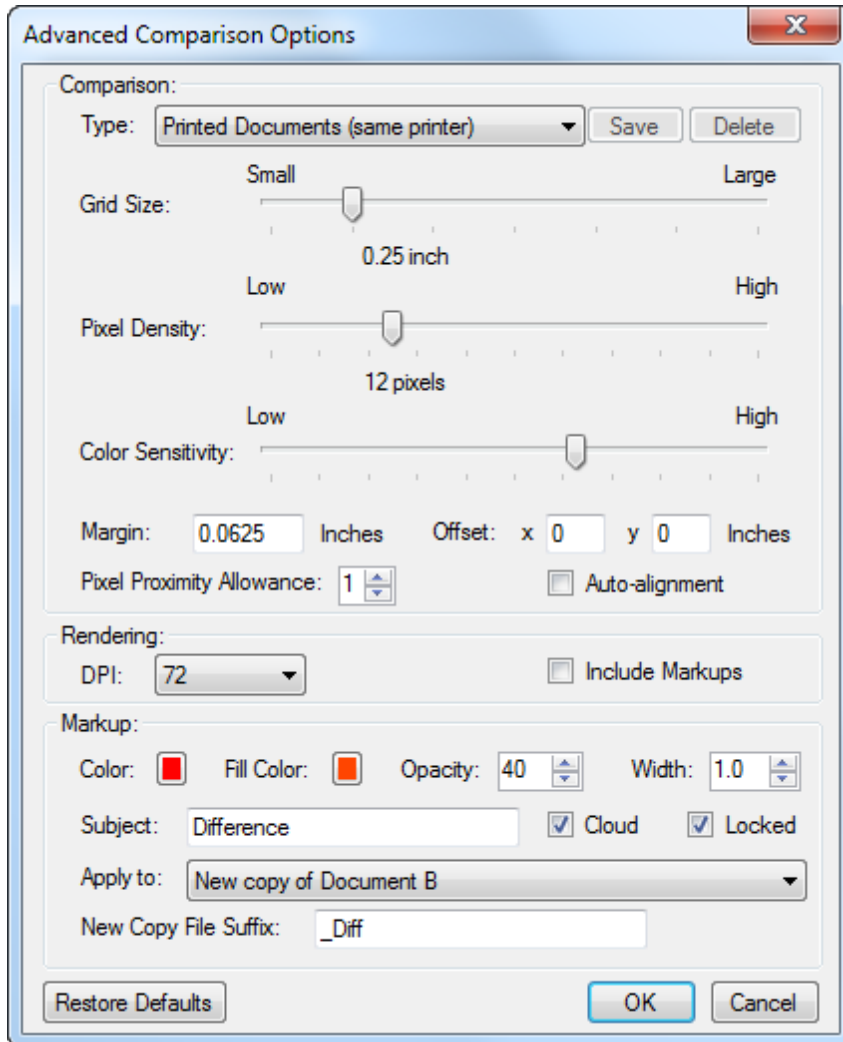 Advanced Comparison Options
Comparison:
Type: Printed Documents (same printer) Save Delete
Small Large
Grid Size:
0.25 inch
Low High
Pixel Density:
12 pixels
Low High
Color Sensitivity:
Margin: 0.0625 Inches Offset: x 0 y 0 Inches
Pixel Proximity Allowance: 1 Auto-alignment
Rendering:
DPI: 72 Include Markups
Markup:
Color: Fill Color: Opacity: 40 Width: 1.0
Subject: Difference Cloud Locked
Apply to: New copy of Document B
New Copy File Suffix: _Diff
Restore Defaults OK Cancel